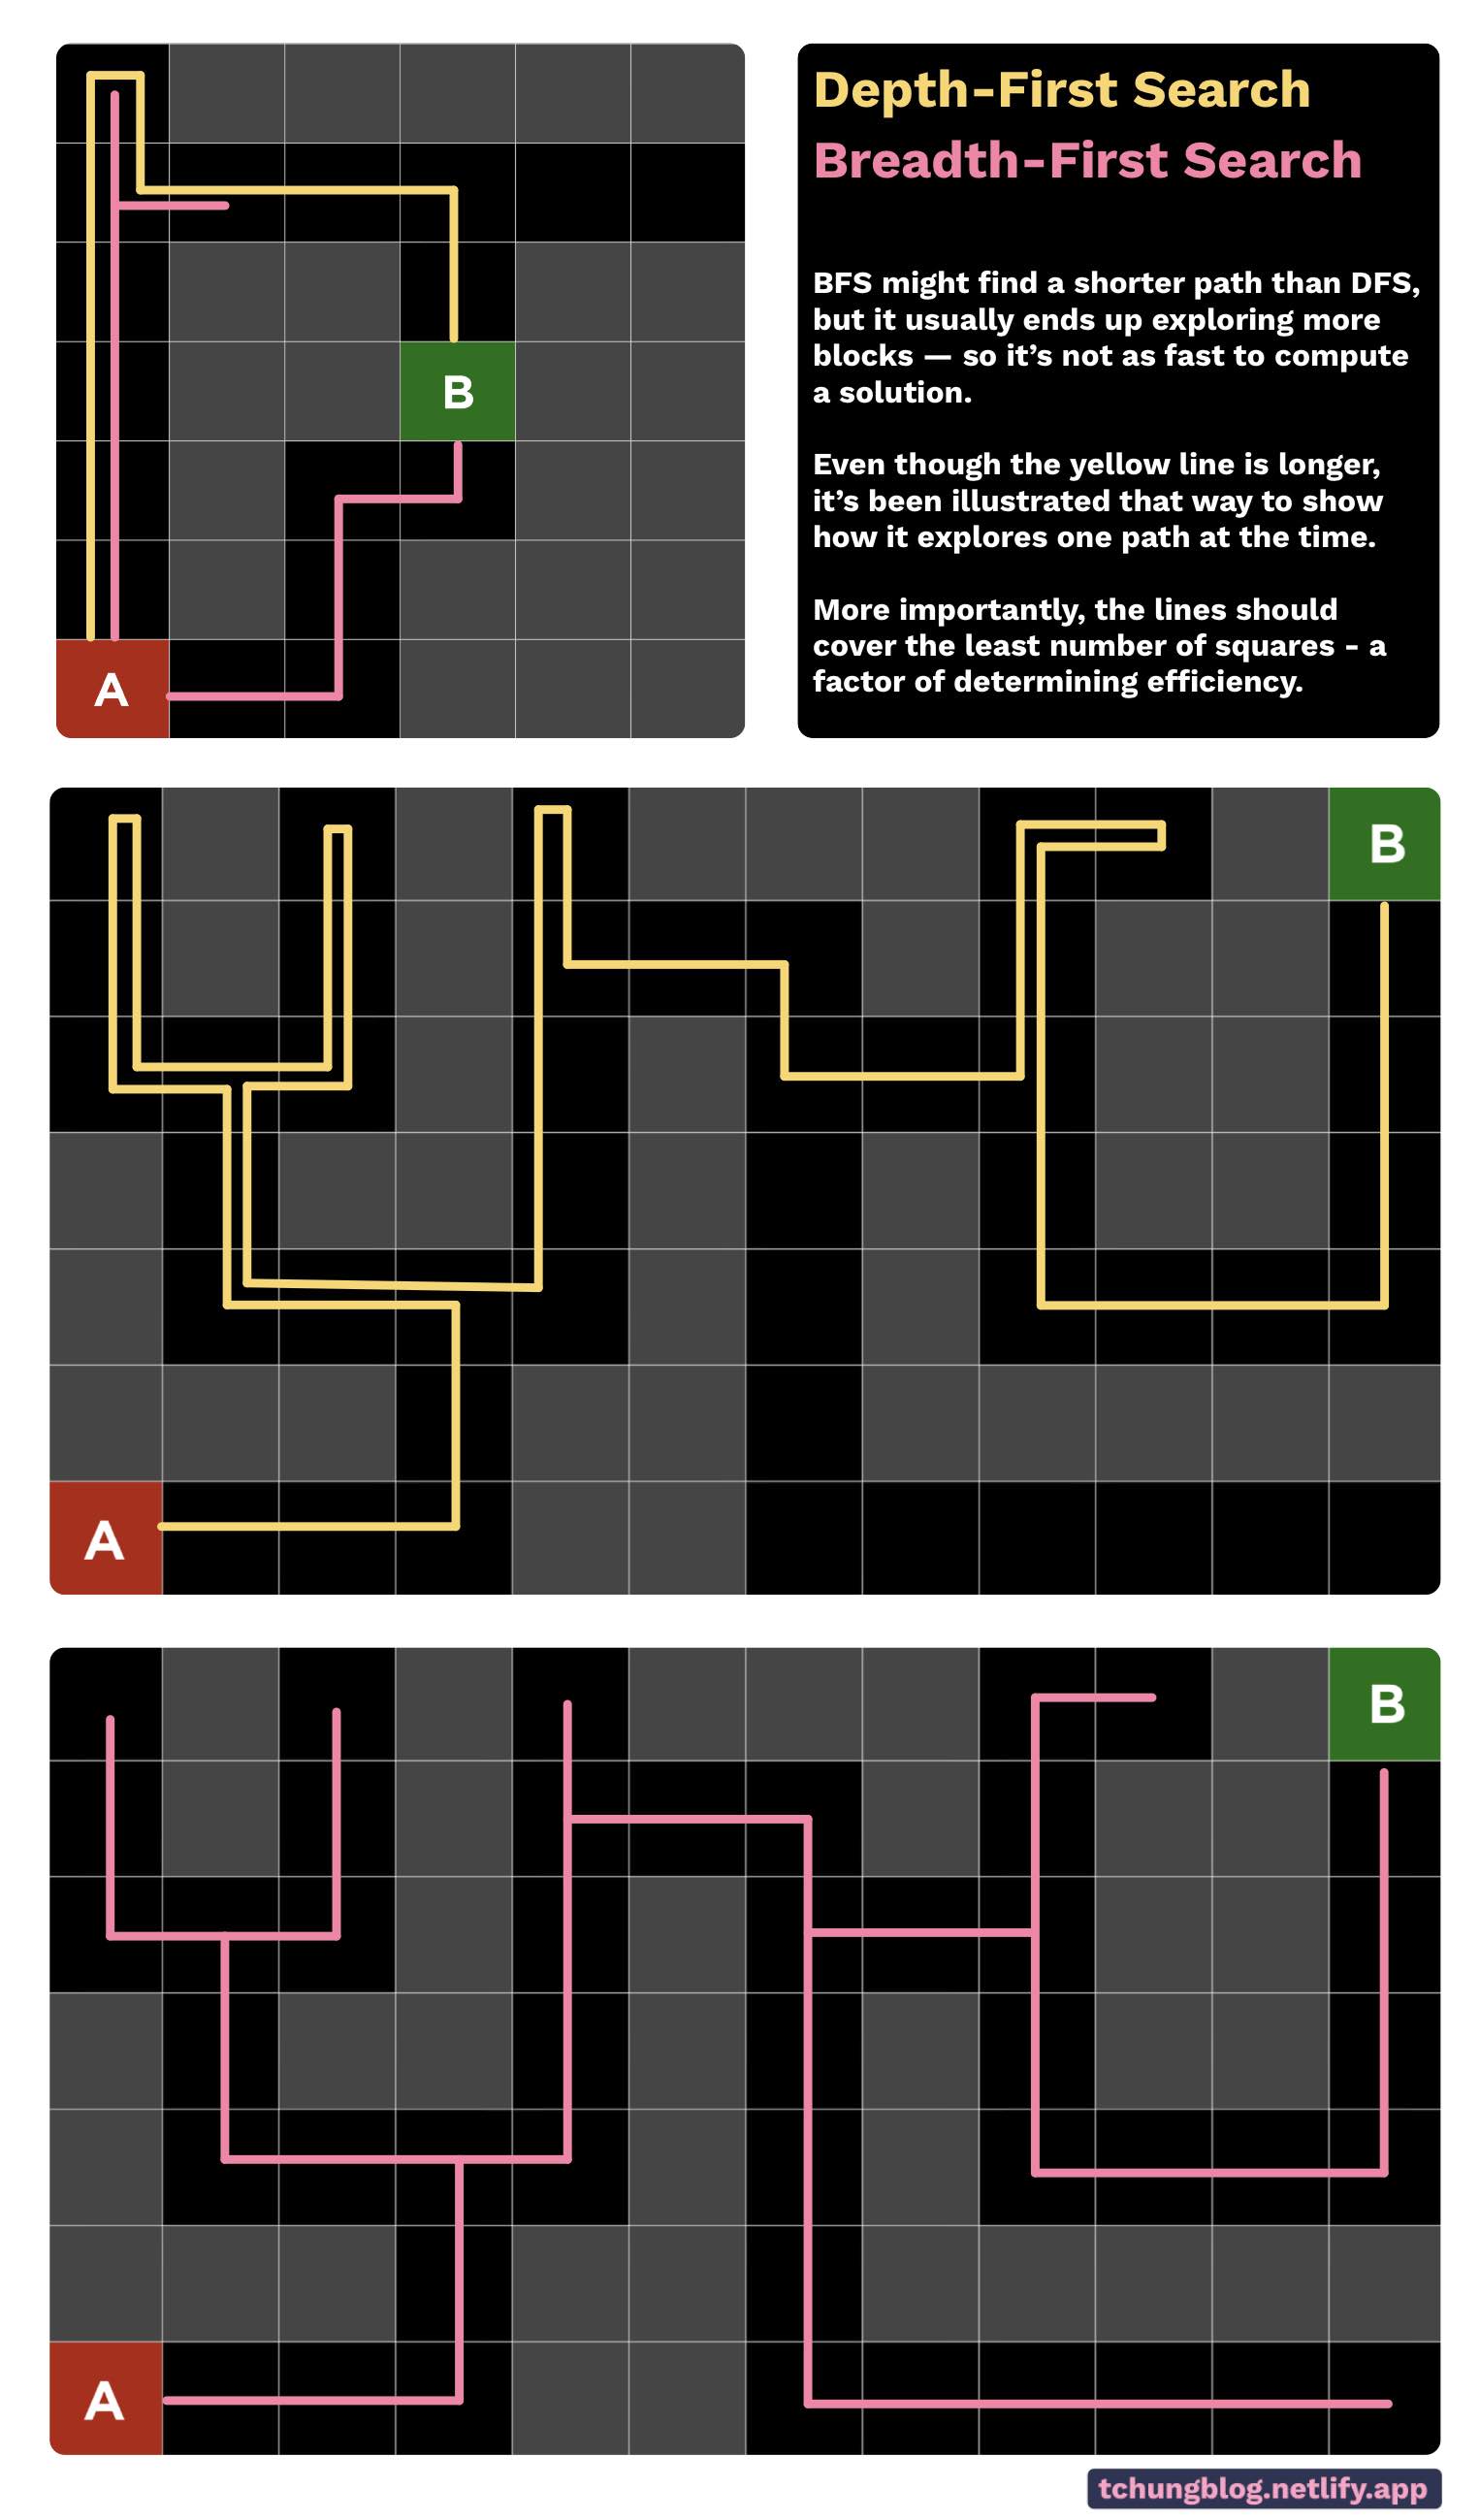 Depth-First Search
Breadth-First Search
BFS might find a shorter path than DFS,
but it usually ends up exploring more
blocks — so it’s not as fast to compute
a solution.
Even though the yellow line is longer,
it’s been illustrated that way to show
how it explores one path at the time.
More importantly, the lines should
cover the least number of squares - a
factor of determining efficiency.
B
A
B
A
B
A
tchungblog.netlify.app